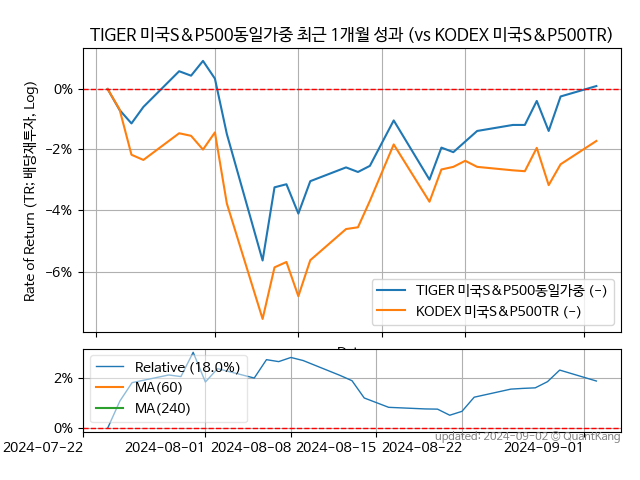 TIGER 미국S&P500동일가중 최근 1개월 성과 (vs KODEX 미국S&P500TR)
Rate of Return (TR: 배당재투자, Log)
0%
−2%
−4%
−6%
TIGER 미국S&P500동일가중 (-)
KODEX 미국S&P500TR (-)
2%
0%
Relative (18.0%)
MA(60)
MA(240)
updated: 2024-09-02 © QuantKang
2024-07-22
2024-08-01
2024-08-08
2024-08-15
2024-08-22
2024-09-01